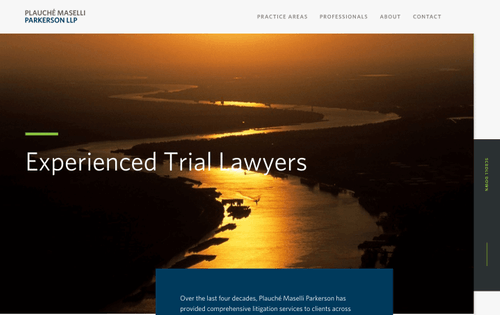 PLAUCHÉ MASELLI
PARKERSON LLP
PRACTICE AREAS
PROFESSIONALS
ABOUT
CONTACT
Experienced Trial Lawyers
SCROLL DOWN
Over the last four decades, Plauché Maselli Parkerson has
provided comprehensive litigation services to clients across